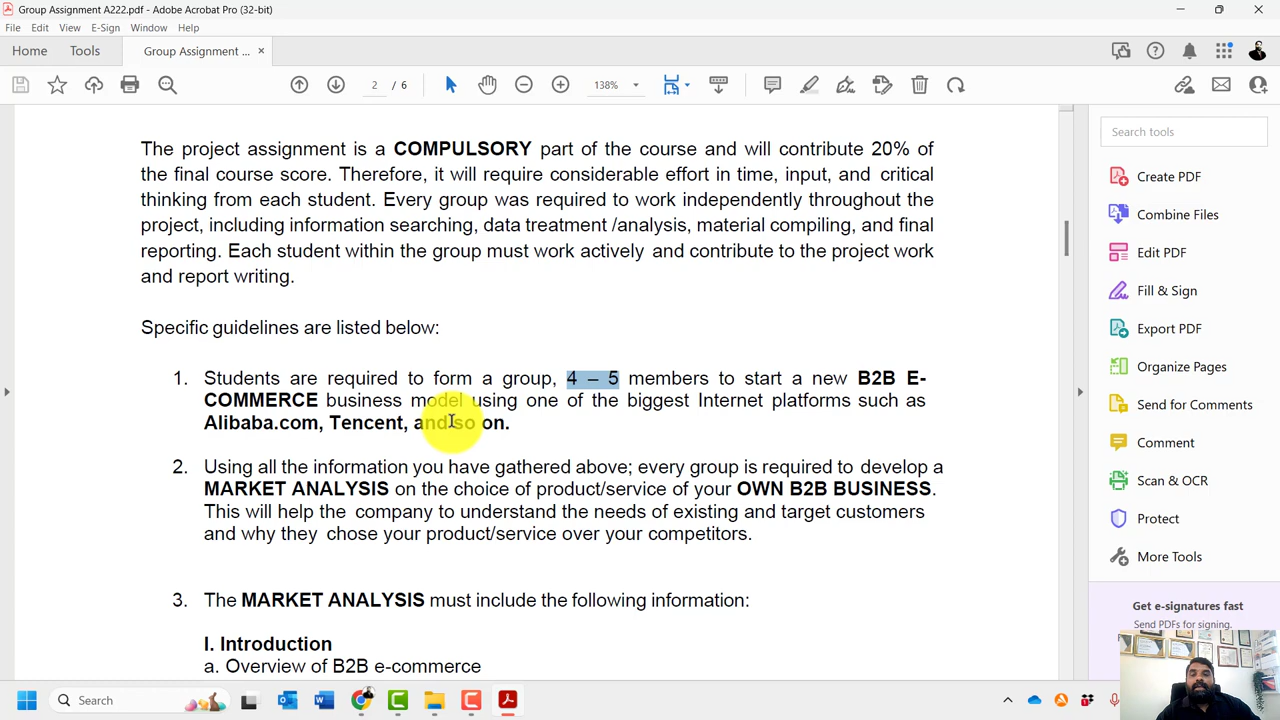 Group Assignment A222.pdf - Adobe Acrobat Pro (32-bit)
File Edit View E-Sign Window Help
Home Tools Group Assignment ... ×
2 / 6 138%
The project assignment is a COMPULSORY part of the course and will contribute 20% of
the final course score. Therefore, it will require considerable effort in time, input, and critical
thinking from each student. Every group was required to work independently throughout the
project, including information searching, data treatment /analysis, material compiling, and final
reporting. Each student within the group must work actively and contribute to the project work
and report writing.
Specific guidelines are listed below:
1. Students are required to form a group, 4 – 5 members to start a new B2B E-
COMMERCE business model using one of the biggest Internet platforms such as
Alibaba.com, Tencent, and so on.
2. Using all the information you have gathered above; every group is required to develop a
MARKET ANALYSIS on the choice of product/service of your OWN B2B BUSINESS.
This will help the company to understand the needs of existing and target customers
and why they chose your product/service over your competitors.
3. The MARKET ANALYSIS must include the following information:
I. Introduction
a. Overview of B2B e-commerce
Search tools
Create PDF
Combine Files
Edit PDF
Fill & Sign
Export PDF
Organize Pages
Send for Comments
Comment
Scan & OCR
Protect
More Tools
Get e-signatures fast
Send PDFs for signing.
Search